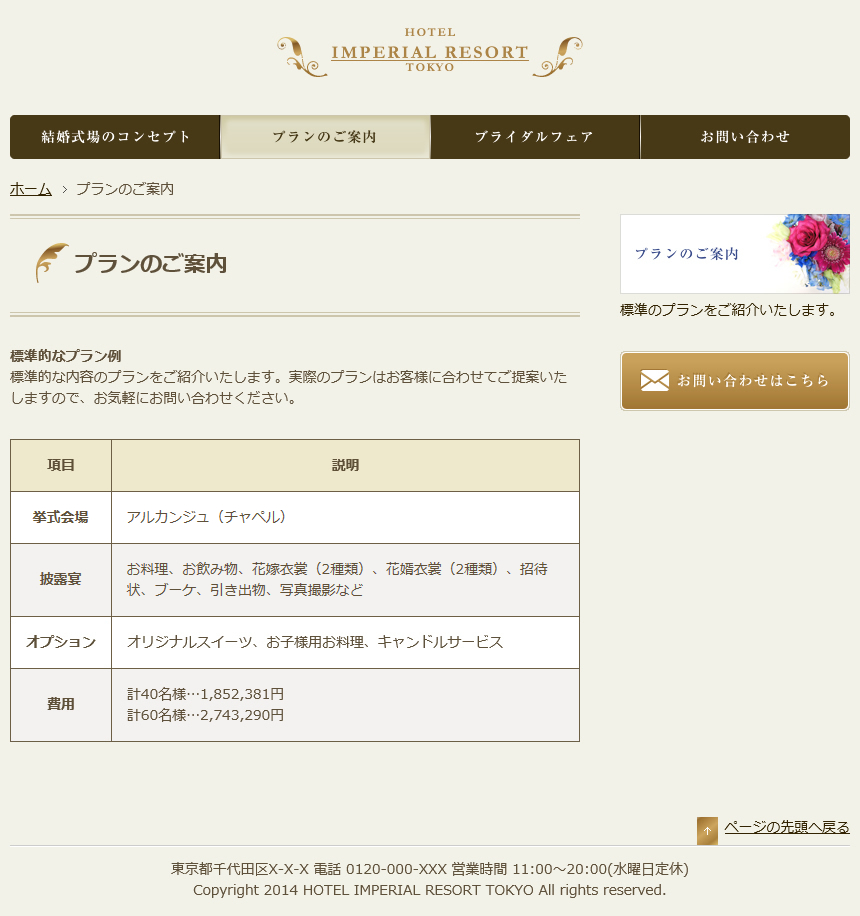 HOTEL
IMPERIAL RESORT
TOKYO
結婚式場のコンセプト
プランのご案内
ブライダルフェア
お問い合わせ
ホーム > プランのご案内
プランのご案内
標準的なプラン例
標準的な内容のプランをご紹介いたします。実際のプランはお客様に合わせてご提案いた
しますので、お気軽にお問い合わせください。
項目 説明
挙式会場 アルカンジュ（チャペル）
披露宴 お料理、お飲み物、花嫁衣裳（2種類）、花婿衣裳（2種類）、招待
状、ブーケ、引き出物、写真撮影など
オプション オリジナルスイーツ、お子様用お料理、キャンドルサービス
費用 計40名様…1,852,381円
計60名様…2,743,290円
プランのご案内
標準のプランをご紹介いたします。
お問い合わせはこちら
ページの先頭へ戻る
東京都千代田区X-X-X 電話 0120-000-XXX 営業時間 11:00～20:00(水曜日定休)
Copyright 2014 HOTEL IMPERIAL RESORT TOKYO All rights reserved.